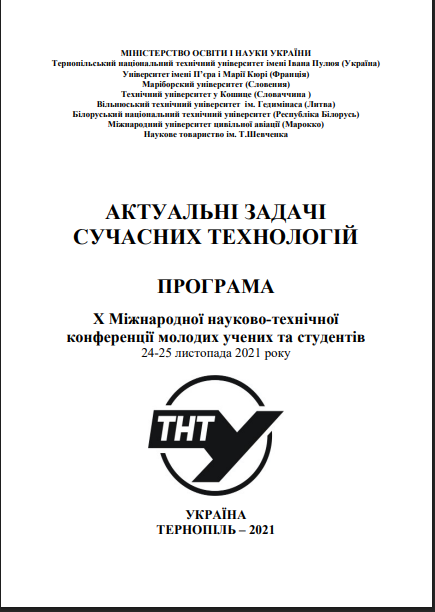 МІНІСТЕРСТВО ОСВІТИ І НАУКИ УКРАЇНИ
Тернопільський національний технічний університет імені Івана Пулюя (Україна)
Університет імені П’єра і Марії Кюрі (Франція)
Маріборський університет (Словенія)
Технічний університет у Кошице (Словаччина )
Вільнюський технічний університет ім. Гедимінаса (Литва)
Білоруський національний технічний університет (Республіка Білорусь)
Міжнародний університет цивільної авіації (Марокко)
Наукове товариство ім. Т.Шевченка
АКТУАЛЬНІ ЗАДАЧІ
СУЧАСНИХ ТЕХНОЛОГІЙ
ПРОГРАМА
X Міжнародної науково-технічної
конференції молодих учених та студентів
24-25 листопада 2021 року
ТНТУ
УКРАЇНА
ТЕРНОПІЛЬ – 2021